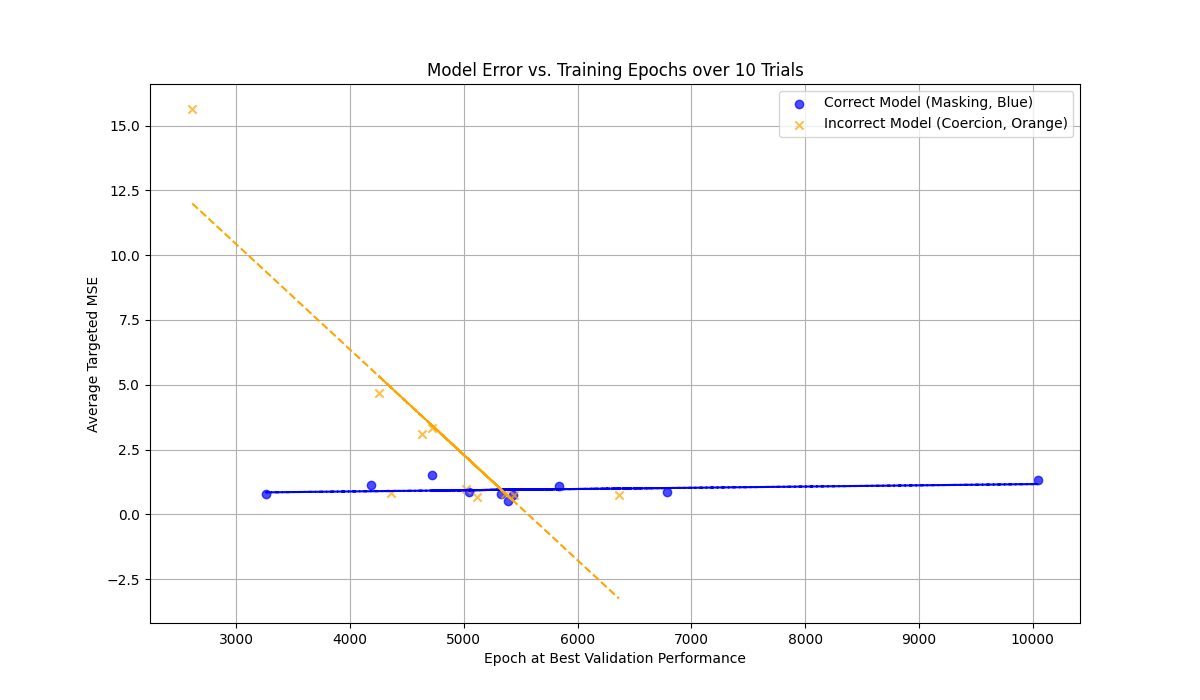 Model Error vs. Training Epochs over 10 Trials
Correct Model (Masking, Blue)
Incorrect Model (Coercion, Orange)
Average Targeted MSE
15.0
12.5
10.0
7.5
5.0
2.5
0.0
−2.5
3000 4000 5000 6000 7000 8000 9000 10000
Epoch at Best Validation Performance